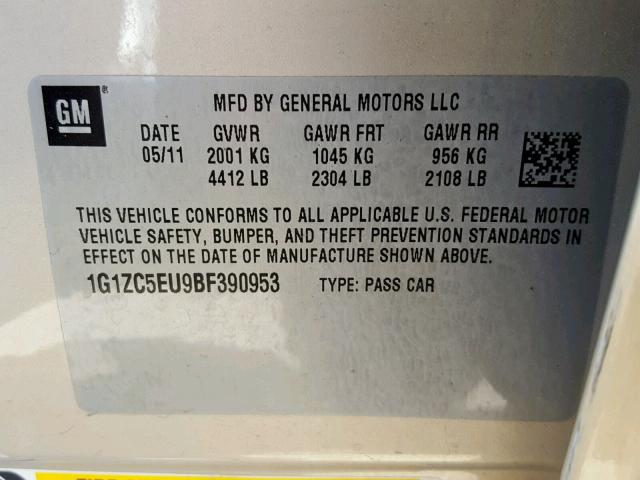 GM®
MFD BY GENERAL MOTORS LLC
DATE GVWR GAWR FRT GAWR RR
05/11 2001 KG 1045 KG 956 KG
4412 LB 2304 LB 2108 LB
THIS VEHICLE CONFORMS TO ALL APPLICABLE U.S. FEDERAL MOTOR
VEHICLE SAFETY, BUMPER, AND THEFT PREVENTION STANDARDS IN
EFFECT ON THE DATE OF MANUFACTURE SHOWN ABOVE.
1G1ZC5EU9BF390953 TYPE: PASS CAR